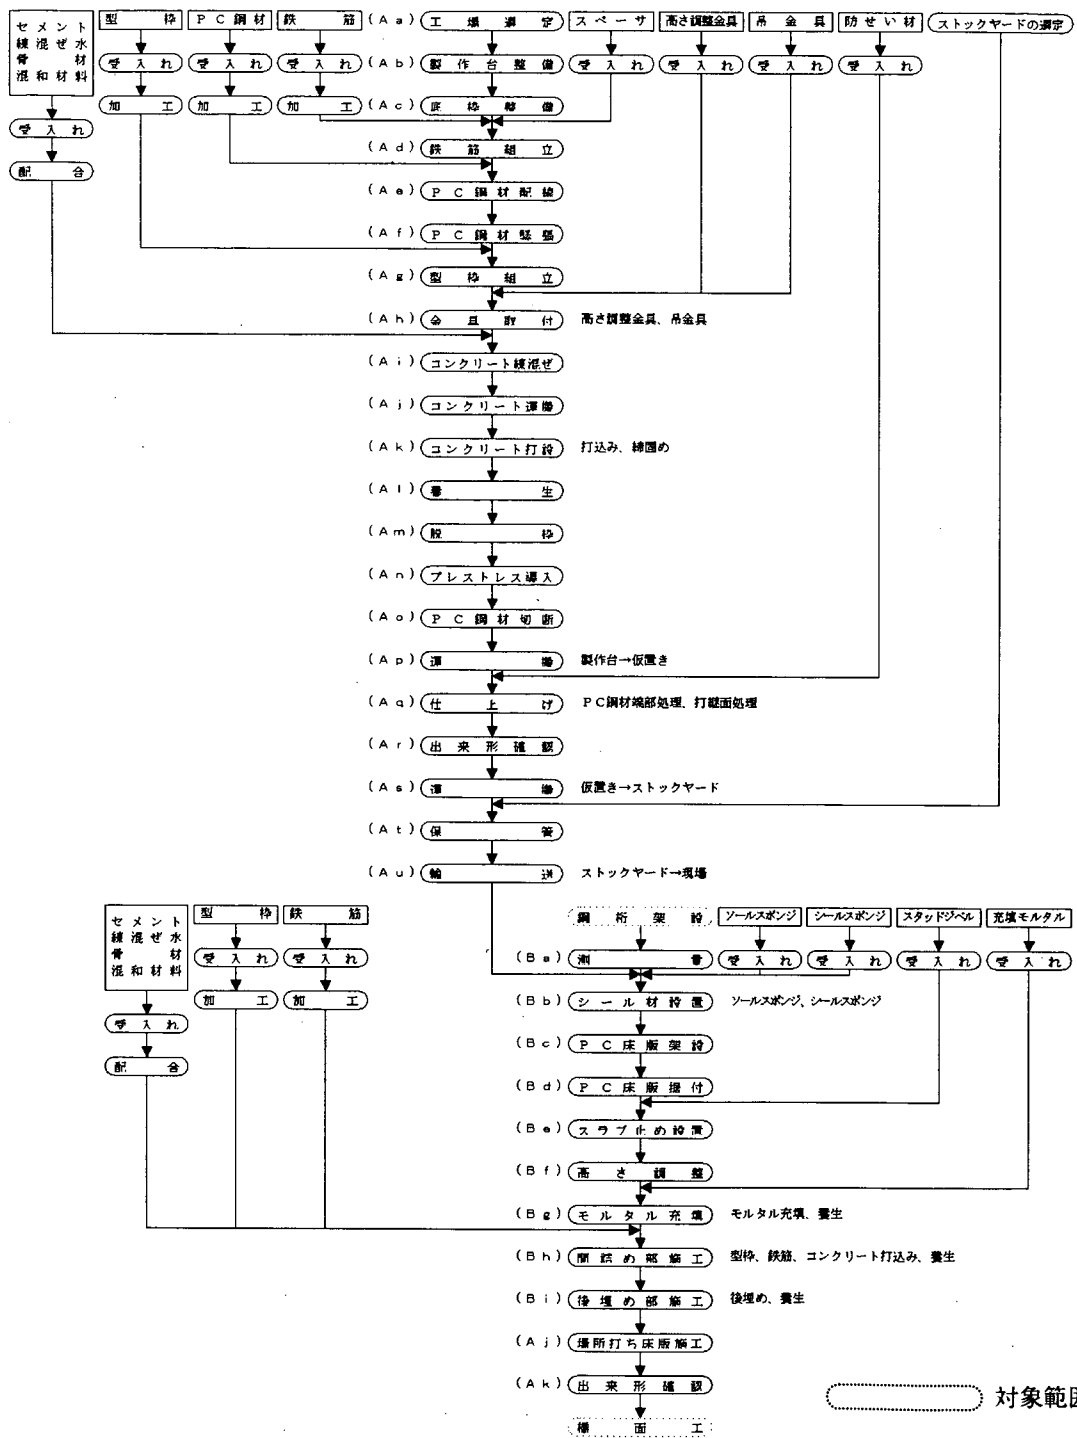 セメント
練混ぜ水
骨材
混和材料
受入れ
配合
型枠
受入れ
加工
PC鋼材
受入れ
加工
鉄筋
受入れ
加工
(Aa) 工場選定
(Ab) 製作台整備
(Ac) 底枠整備
(Ad) 鉄筋組立
(Ae) PC鋼材配線
(Af) PC鋼材緊張
(Ag) 型枠組立
(Ah) 金具取付 高さ調整金具、吊金具
(Ai) コンクリート練混ぜ
(Aj) コンクリート運搬
(Ak) コンクリート打設 打込み、締固め
(Al) 養生
(Am) 脱枠
(An) プレストレス導入
(Ao) PC鋼材切断
(Ap) 運搬 製作台→仮置き
(Aq) 仕上げ PC鋼材端部処理、打継面処理
(Ar) 出来形確認
(As) 運搬 仮置き→ストックヤード
(At) 保管
(Au) 輸送 ストックヤード→現場
スペーサ
受入れ
高さ調整金具
受入れ
吊金具
受入れ
防せい材
受入れ
ストックヤードの選定
セメント
練混ぜ水
骨材
混和材料
受入れ
配合
型枠
受入れ
加工
鉄筋
受入れ
加工
鋼桁架設
(Ba) 測量
(Bb) シール材設置 ソールスポンジ、シールスポンジ
(Bc) PC床版架設
(Bd) PC床版据付
(Be) スラブ止め設置
(Bf) 高さ調整
(Bg) モルタル充填 モルタル充填、養生
(Bh) 間詰め部施工 型枠、鉄筋、コンクリート打込み、養生
(Bi) 後埋め部施工 後埋め、養生
(Aj) 場所打ち床版施工
(Ak) 出来形確認
橋面工
ソールスポンジ
受入れ
シールスポンジ
受入れ
スタッドジベル
受入れ
充填モルタル
受入れ
対象範囲